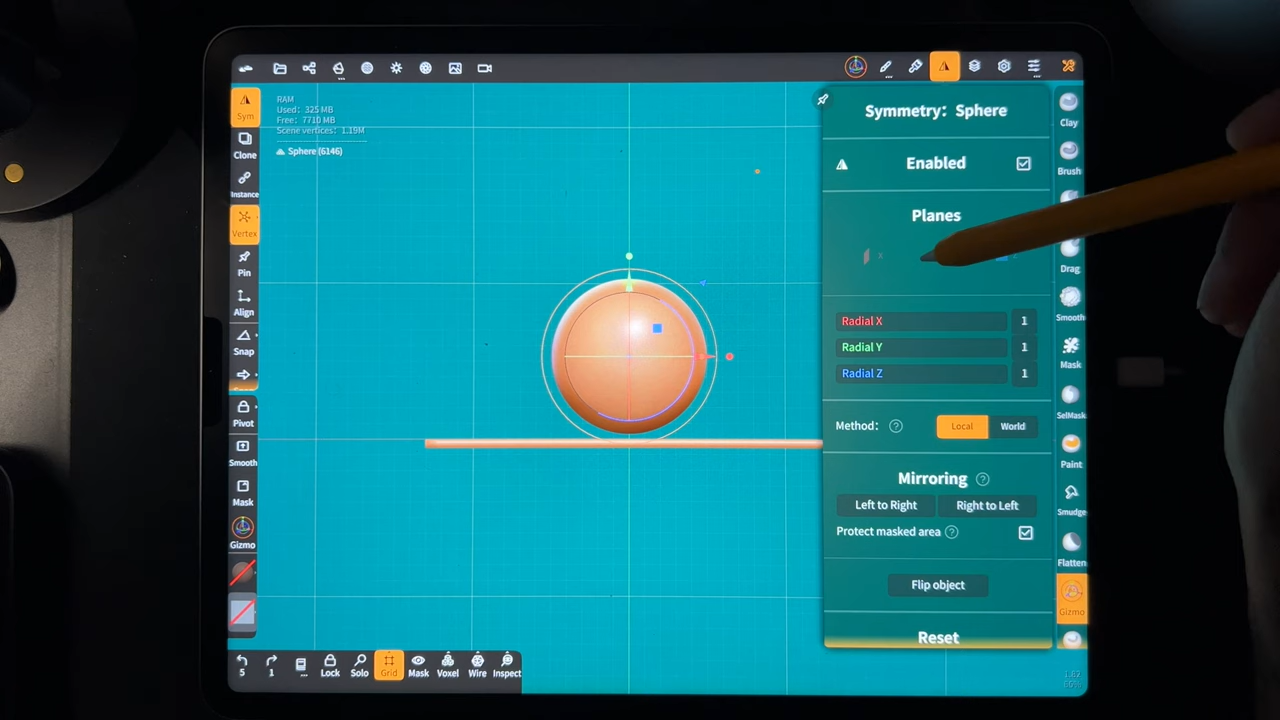 RAM
Used: 325 MB
Free: 7710 MB
Scene vertices: 1.19M
Sphere (6146)
Sym
Clone
Instance
Vertex
Pin
Align
Snap
Pivot
Smooth
Mask
Gizmo
5
1
Lock
Solo
Grid
Mask
Voxel
Wire
Inspect
Symmetry: Sphere
Enabled
Planes
X
Radial X 1
Radial Y 1
Radial Z 1
Method: ? Local World
Mirroring ?
Left to Right Right to Left
Protect masked area ?
Flip object
Reset
Clay
Brush
Drag
Smooth
Mask
SelMask
Paint
Smudge
Flatten
Gizmo